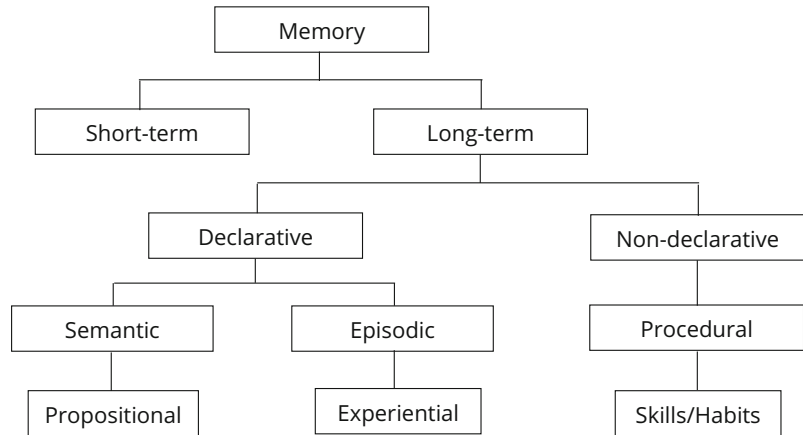 Memory
Short-term
Long-term
Declarative
Non-declarative
Semantic
Episodic
Procedural
Propositional
Experiential
Skills/Habits